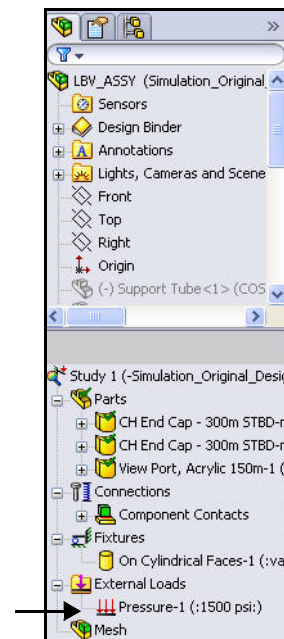 LBV_ASSY (Simulation_Original_
Sensors
Design Binder
A Annotations
Lights, Cameras and Scene
Front
Top
Right
Origin
(-) Support Tube<1> (COS
Study 1 (-Simulation_Original_Desig
Parts
CH End Cap - 300m STBD-r
CH End Cap - 300m STBD-r
View Port, Acrylic 150m-1 (
Connections
Component Contacts
Fixtures
On Cylindrical Faces-1 (:va
External Loads
Pressure-1 (:1500 psi:)
Mesh